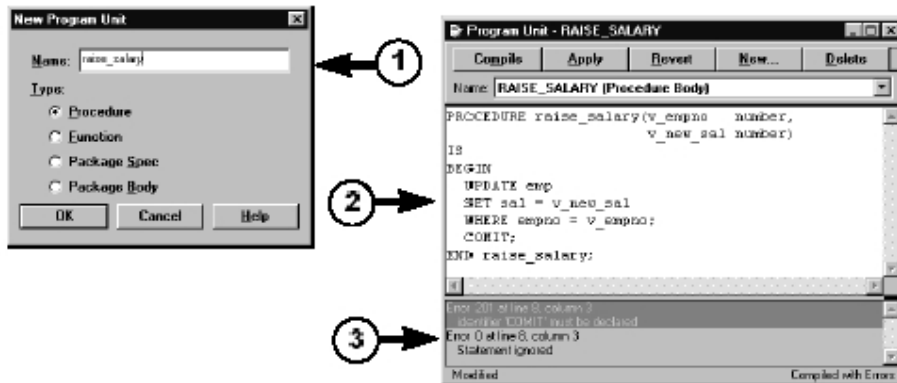 New Program Unit
Name: raise_salary
Type:
Procedure
Function
Package Spec
Package Body
OK Cancel Help
1
Program Unit - RAISE_SALARY
Compile Apply Revert New... Delete
Name: RAISE_SALARY (Procedure Body)
PROCEDURE raise_salary(v_empno number,
v_new_sal number)
IS
BEGIN
UPDATE emp
SET sal = v_new_sal
WHERE empno = v_empno;
COMIT;
END raise_salary;
2
Error 201 at line 8, column 3
identifier 'COMIT' must be declared
Error 0 at line 8, column 3
Statement ignored
3
Modified Compiled with Errors